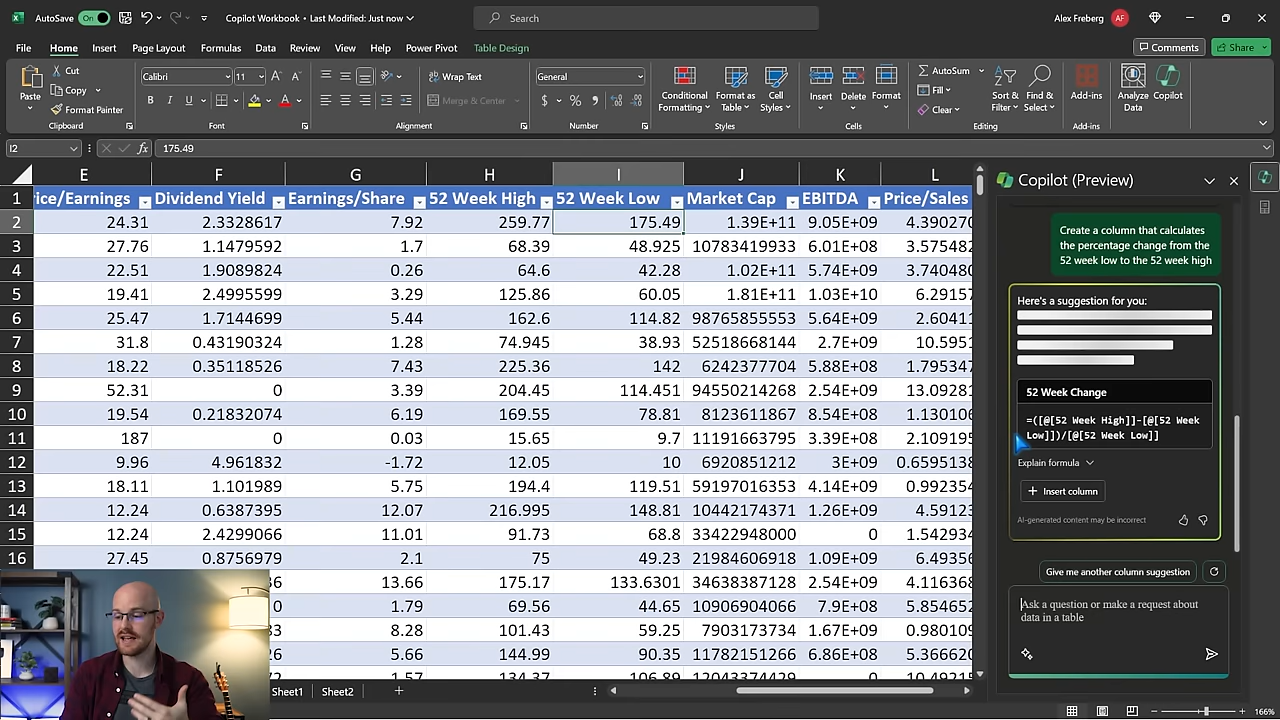 AutoSave On Copilot Workbook • Last Modified: Just now Search Alex Freberg AF
File Home Insert Page Layout Formulas Data Review View Help Power Pivot Table Design Comments Share
Paste Cut Copy Format Painter
Calibri 11
B I U A
Wrap Text
Merge & Center
General
$ % ,
Conditional Formatting
Format as Table
Cell Styles
Insert Delete Format
AutoSum
Fill
Clear
Sort & Filter
Find & Select
Add-ins
Analyze Data
Copilot
Clipboard Font Alignment Number Styles Cells Editing Add-ins
I2 fx 175.49
E F G H I J K L
1 rice/Earnings Dividend Yield Earnings/Share 52 Week High 52 Week Low Market Cap EBITDA Price/Sales
2 24.31 2.3328617 7.92 259.77 175.49 1.39E+11 9.05E+09 4.390270
3 27.76 1.1479592 1.7 68.39 48.925 10783419933 6.01E+08 3.575482
4 22.51 1.9089824 0.26 64.6 42.28 1.02E+11 5.74E+09 3.740480
5 19.41 2.4995599 3.29 125.86 60.05 1.81E+11 1.03E+10 6.29157
6 25.47 1.7144699 5.44 162.6 114.82 98765855553 5.64E+09 2.60411
7 31.8 0.43190324 1.28 74.945 38.93 52518668144 2.7E+09 10.5951
8 18.22 0.35118526 7.43 225.36 142 6242377704 5.88E+08 1.795347
9 52.31 0 3.39 204.45 114.451 94550214268 2.54E+09 13.09281
10 19.54 0.21832074 6.19 169.55 78.81 8123611867 8.54E+08 1.130106
11 187 0 0.03 15.65 9.7 11191663795 3.39E+08 2.109195
12 9.96 4.961832 -1.72 12.05 10 6920851212 3E+09 0.6595138
13 18.11 1.101989 5.75 194.4 119.51 59197016353 4.14E+09 0.992354
14 12.24 0.6387395 12.07 216.995 148.81 10442174371 1.26E+09 4.59123
15 12.24 2.4299066 11.01 91.73 68.8 33422948000 0 1.542934
16 27.45 0.8756979 2.1 75 49.23 21984606918 1.09E+09 6.49356
36 13.66 175.17 133.6301 34638387128 2.54E+09 4.116368
0 1.79 69.56 44.65 10906904066 7.9E+08 5.854652
33 8.28 101.43 59.25 7903173734 1.67E+09 0.980109
26 5.66 144.99 90.35 11782151266 6.86E+08 5.366620
Sheet1 Sheet2
Copilot (Preview)
Create a column that calculates
the percentage change from the
52 week low to the 52 week high
Here's a suggestion for you:
52 Week Change
=([@[52 Week High]]-[@[52 Week
Low]])/[@[52 Week Low]]
Explain formula
Insert column
AI-generated content may be incorrect
Give me another column suggestion
Ask a question or make a request about
data in a table
166%